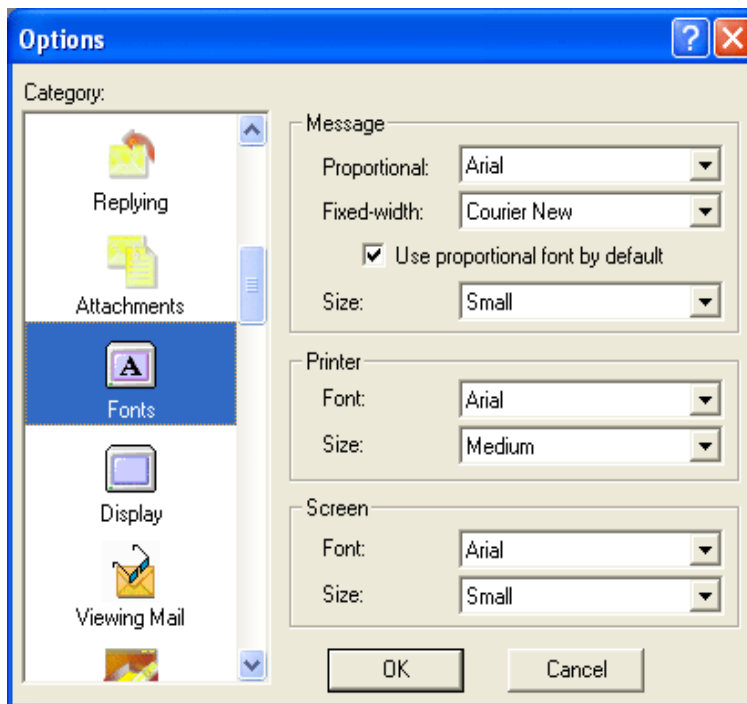 Options
Category:
Replying
Attachments
Fonts
Display
Viewing Mail
Message
Proportional: Arial
Fixed-width: Courier New
Use proportional font by default
Size: Small
Printer
Font: Arial
Size: Medium
Screen
Font: Arial
Size: Small
OK Cancel